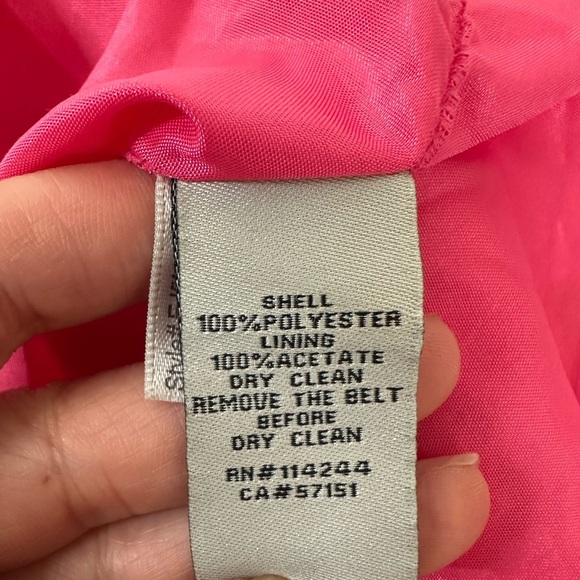 SHELL
100%POLYESTER
LINING
100%ACETATE
DRY CLEAN
REMOVE THE BELT
BEFORE
DRY CLEAN
RN#114244
CA#57151